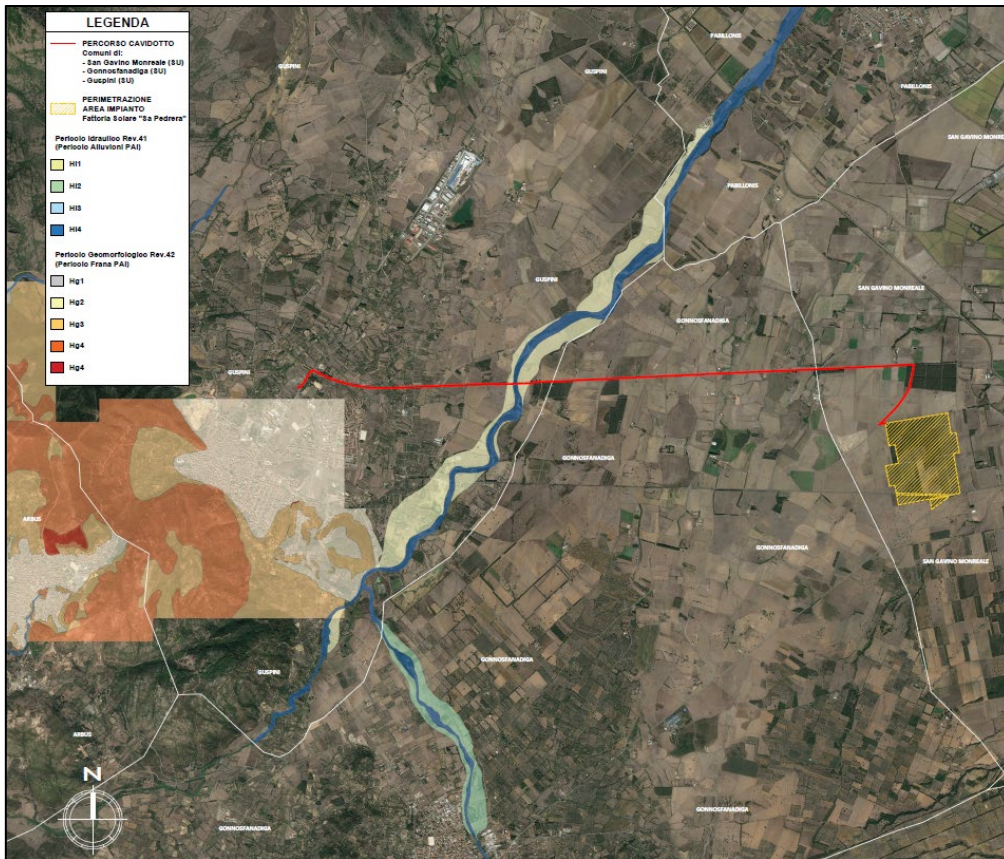 LEGENDA
PERCORSO CAVIDOTTO
Comuni di:
- San Gavino Monreale (SU)
- Gonnosfanadiga (SU)
- Guspini (SU)
PERIMETRAZIONE
AREA IMPIANTO
Fattoria Solare "Sa Pedrera"
Pericolo Idraulico Rev.41
(Pericolo Alluvioni PAI)
Hi1
Hi2
Hi3
Hi4
Pericolo Geomorfologico Rev.42
(Pericolo Frana PAI)
Hg1
Hg2
Hg3
Hg4
Hg4
PABILLONIS
GUSPINI
GUSPINI
PABILLONIS
SAN GAVINO MONRE
PABILLONIS
GUSPINI
SAN GAVINO MONREALE
GONNOSFANADIGA
GUSPINI
GONNOSFANADIGA
ARBUS
GONNOSFANADIGA
SAN GAVINO MONREALE
GONNOSFANADIGA
GUSPINI
ARBUS
N
GONNOSFANADIGA
GONNOSFANADIGA